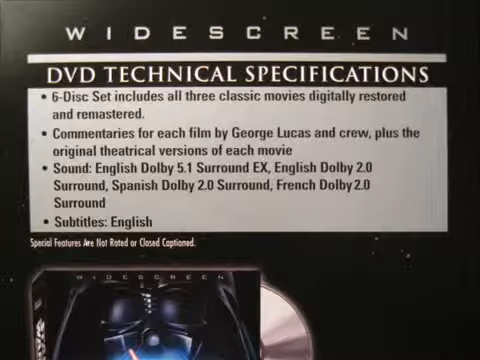 WIDESCREEN
DVD TECHNICAL SPECIFICATIONS
• 6-Disc Set includes all three classic movies digitally restored
and remastered.
• Commentaries for each film by George Lucas and crew, plus the
original theatrical versions of each movie
• Sound: English Dolby 5.1 Surround EX, English Dolby 2.0
Surround, Spanish Dolby 2.0 Surround, French Dolby 2.0
Surround
• Subtitles: English
Special Features Are Not Rated or Closed Captioned.
WIDESCREEN